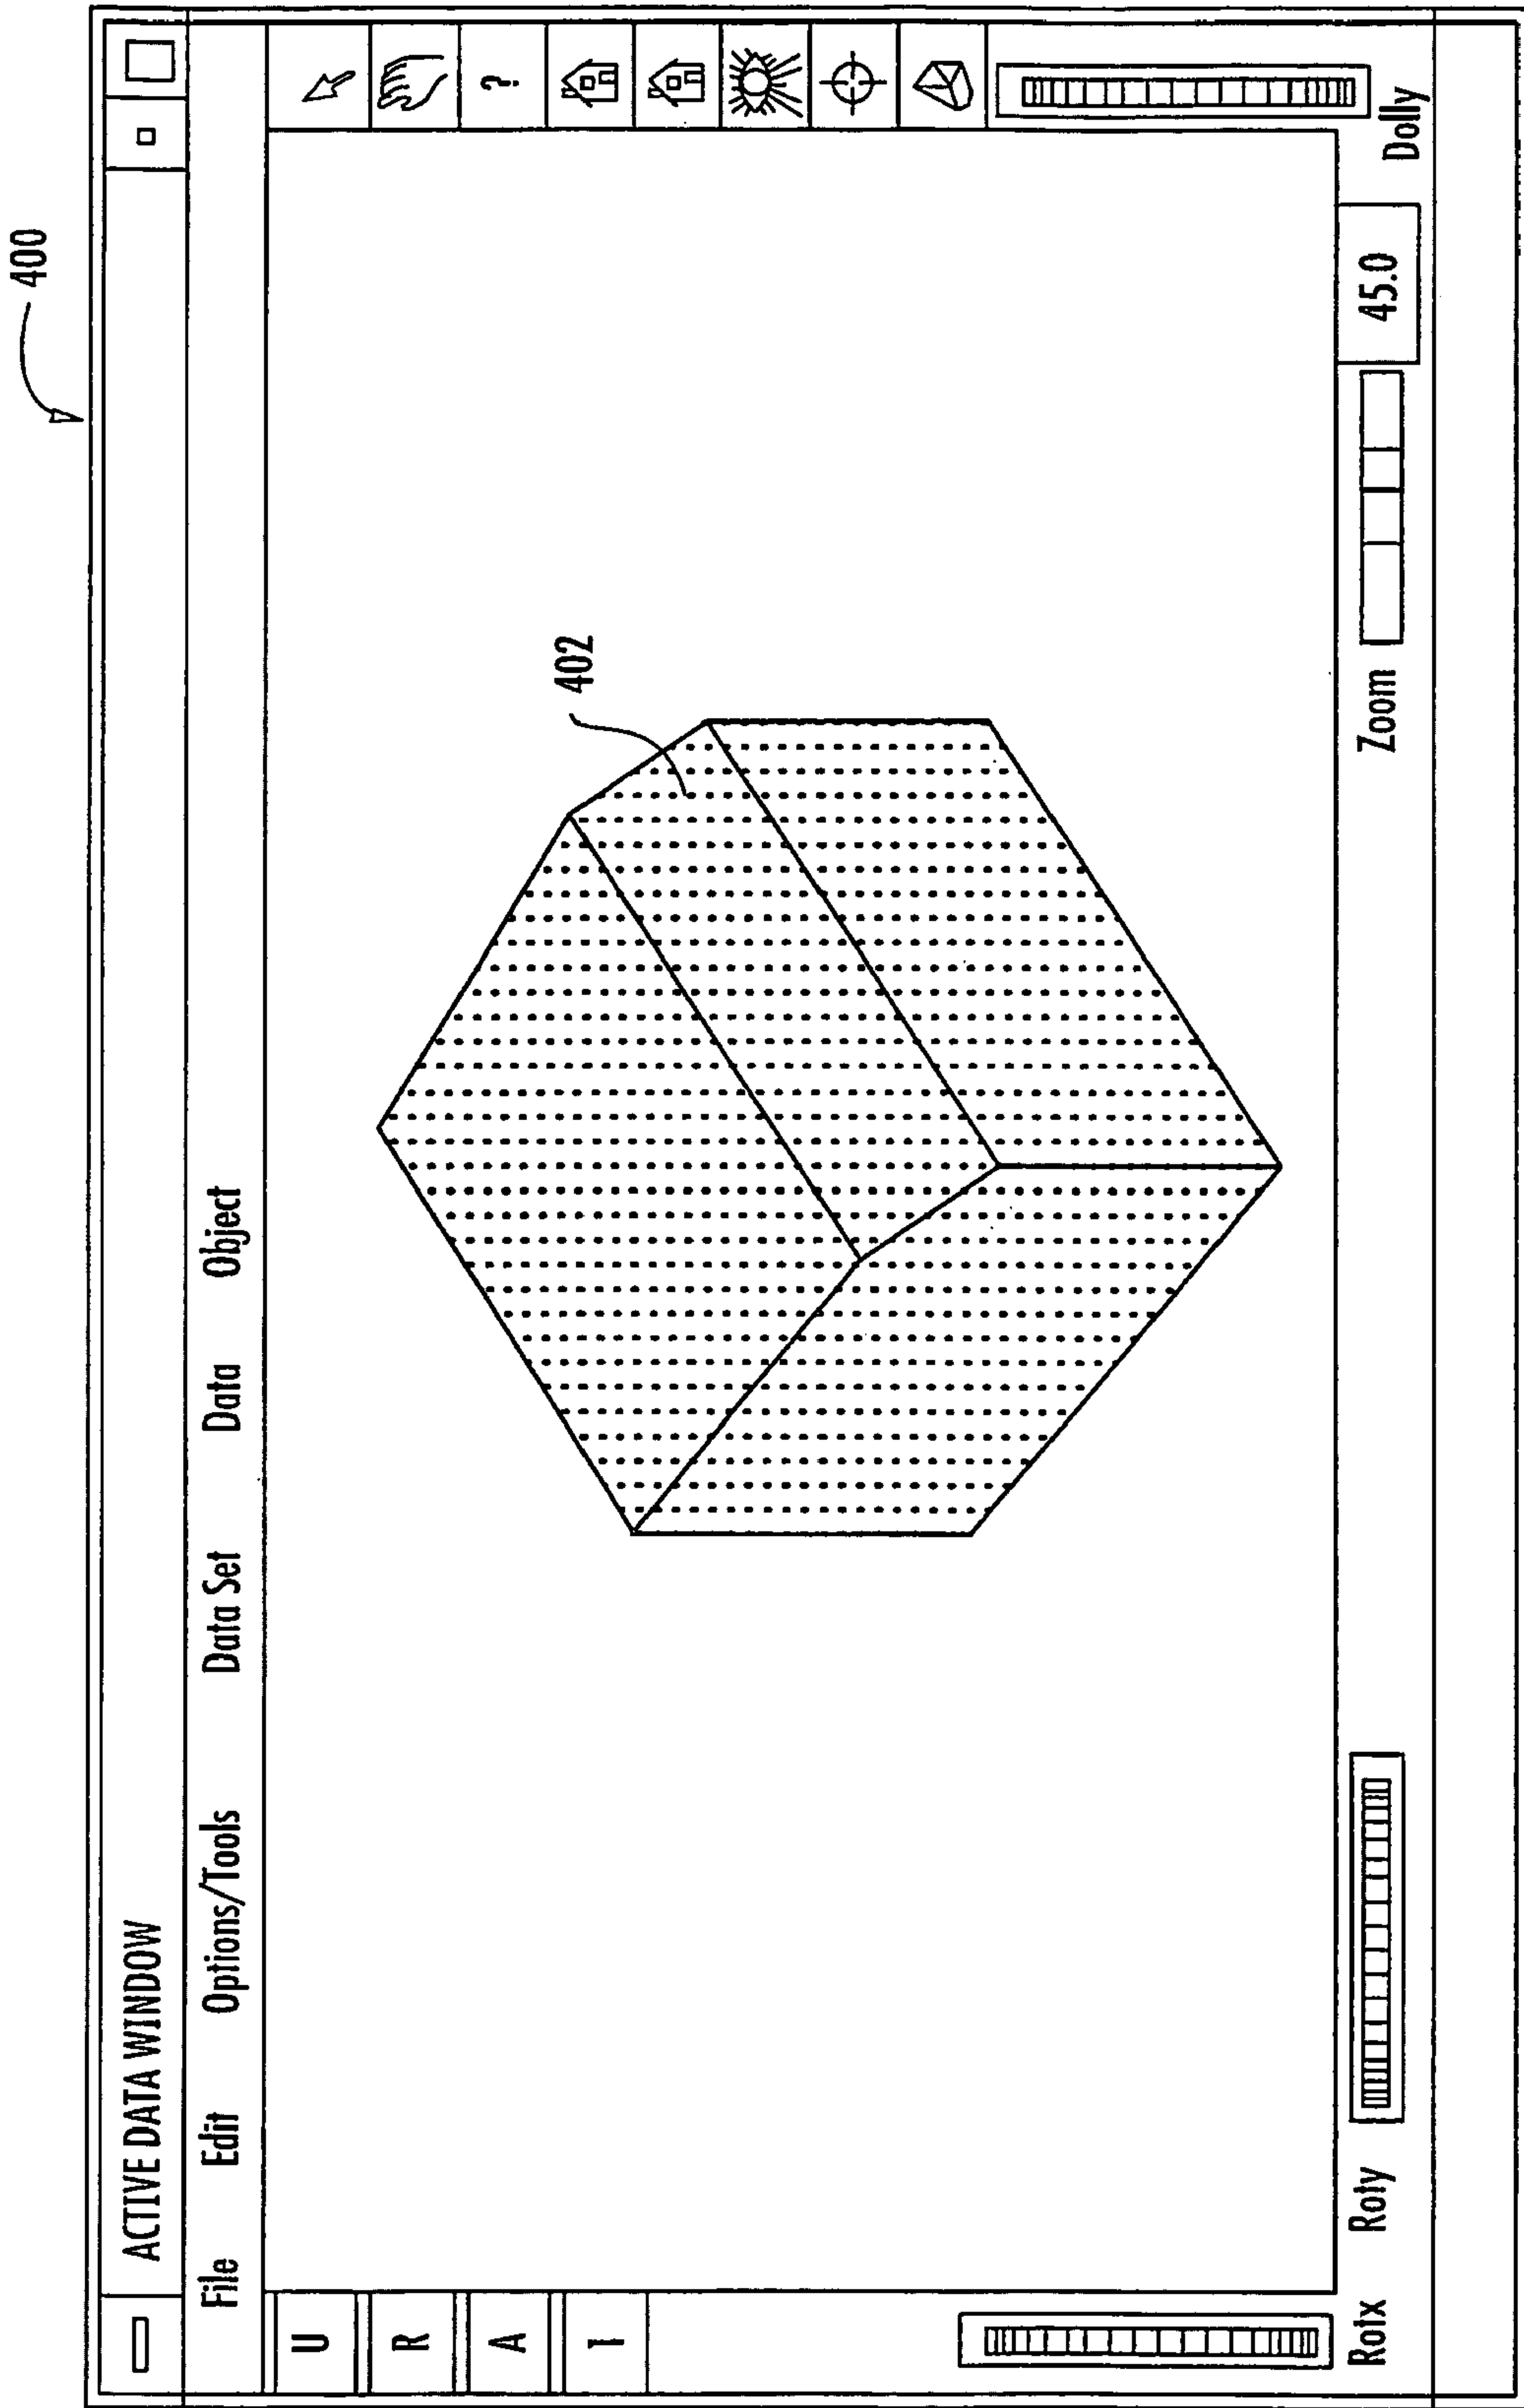 400
ACTIVE DATA WINDOW
File Edit Options/Tools Data Set Data Object
U
R
A
T
?
402
Rotx Roty Zoom 45.0 Dolly